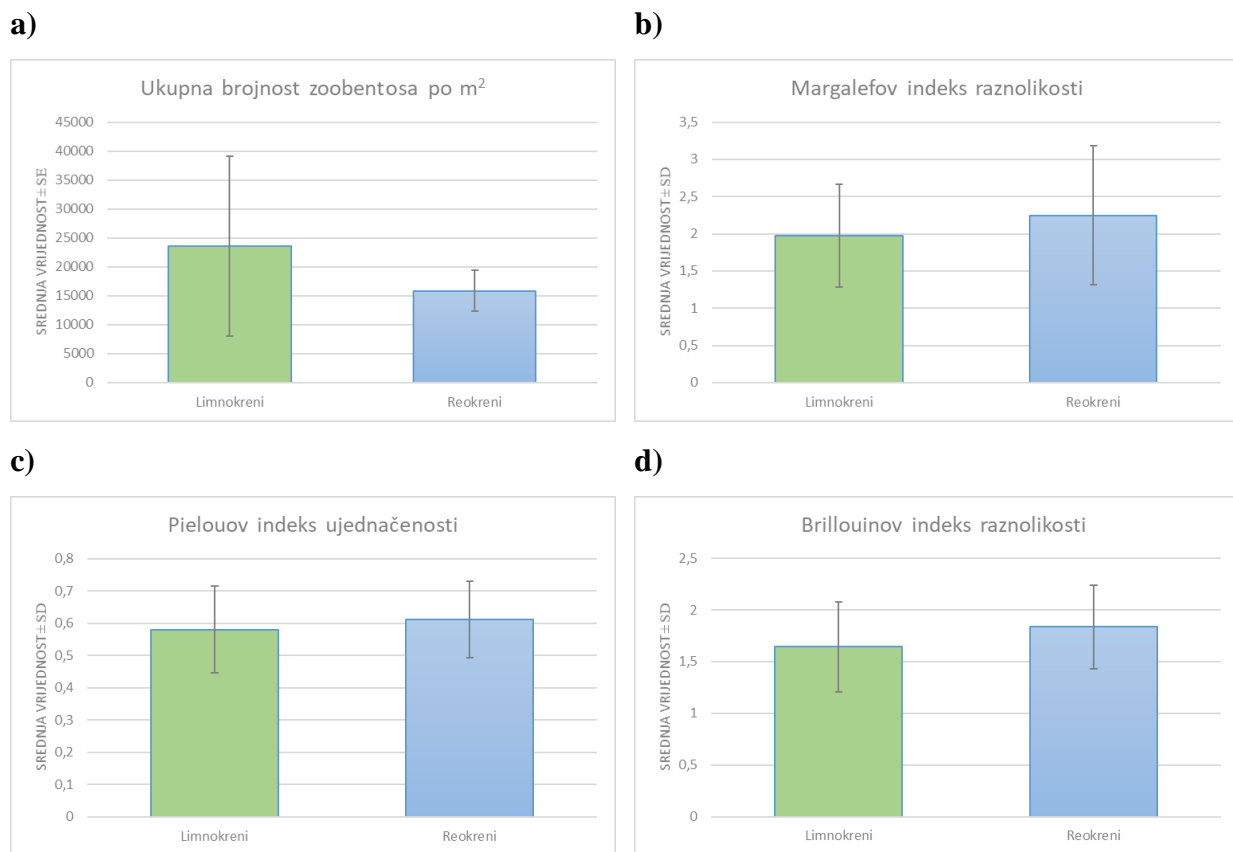 a)
Ukupna brojnost zoobentosa po m²
SREDNJA VRIJEDNOST±SE
45000
40000
35000
30000
25000
20000
15000
10000
5000
0
Limnokreni Reokreni
b)
Margalefov indeks raznolikosti
SREDNJA VRIJEDNOST±SD
3,5
3
2,5
2
1,5
1
0,5
0
Limnokreni Reokreni
c)
Pielouov indeks ujednačenosti
SREDNJA VRIJEDNOST±SD
0,8
0,7
0,6
0,5
0,4
0,3
0,2
0,1
0
Limnokreni Reokreni
d)
Brillouinov indeks raznolikosti
SREDNJA VRIJEDNOST±SD
2,5
2
1,5
1
0,5
0
Limnokreni Reokreni